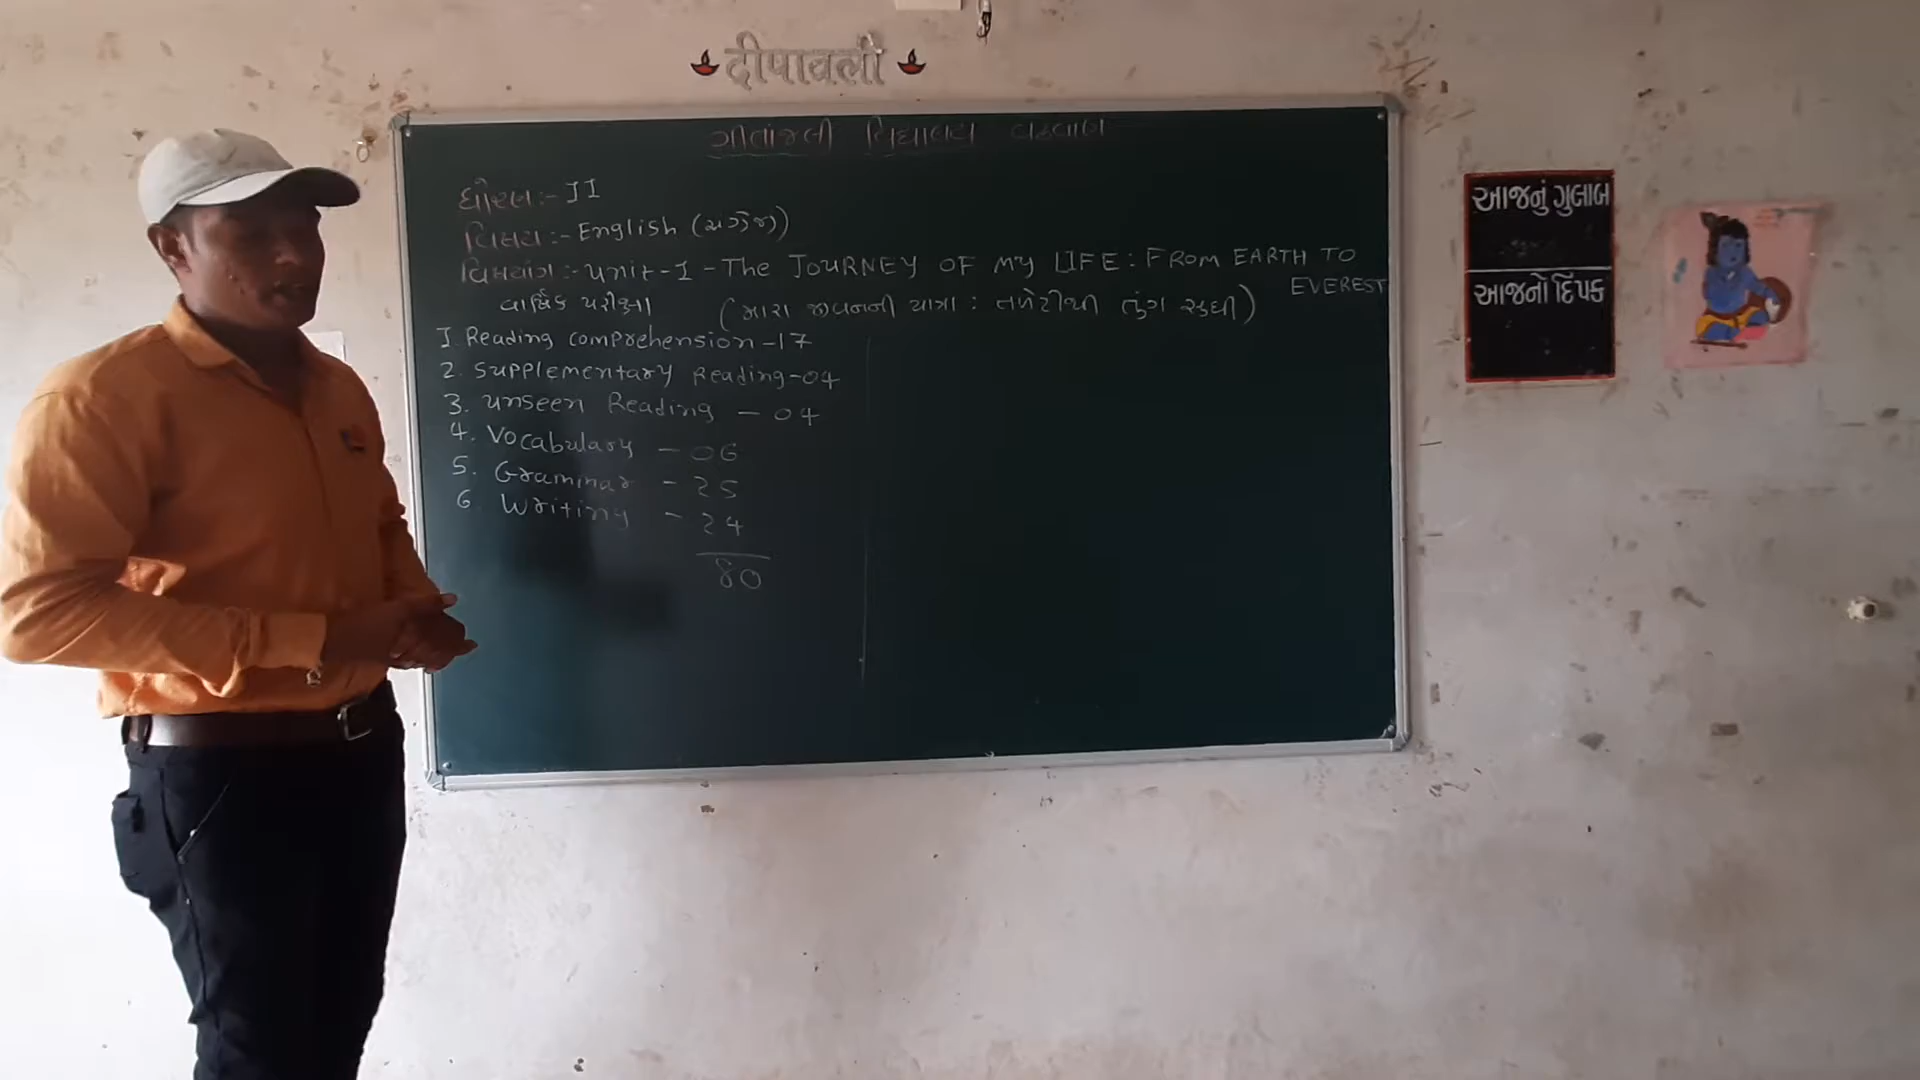 दीपावली
ગીતાંજલી વિદ્યાલય વઢવાણ
ધોરણ :- 11
વિષય :- English (અંગ્રેજી)
વિષયાંગ :- Unit-1 - The JOURNEY OF MY LIFE : FROM EARTH TO
EVEREST
વાર્ષિક પરીક્ષા (મારા જીવનની યાત્રા : તળેટીથી તુંગ સુધી)
1. Reading comprehension - 17
2. Supplementary Reading - 04
3. Unseen Reading - 04
4. Vocabulary - 06
5. Grammar - 25
6. Writing - 24
80
આજનું ગુલાબ
આજનો દિપક